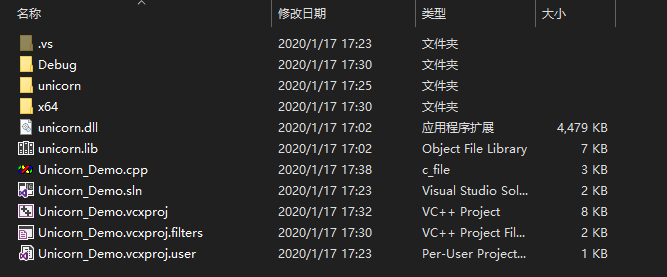 名称 修改日期 类型 大小
.vs 2020/1/17 17:23 文件夹
Debug 2020/1/17 17:30 文件夹
unicorn 2020/1/17 17:25 文件夹
x64 2020/1/17 17:30 文件夹
unicorn.dll 2020/1/17 17:02 应用程序扩展 4,479 KB
unicorn.lib 2020/1/17 17:02 Object File Library 7 KB
Unicorn_Demo.cpp 2020/1/17 17:38 c_file 3 KB
Unicorn_Demo.sln 2020/1/17 17:23 Visual Studio Sol... 2 KB
Unicorn_Demo.vcxproj 2020/1/17 17:32 VC++ Project 8 KB
Unicorn_Demo.vcxproj.filters 2020/1/17 17:30 VC++ Project Fil... 2 KB
Unicorn_Demo.vcxproj.user 2020/1/17 17:23 Per-User Project... 1 KB